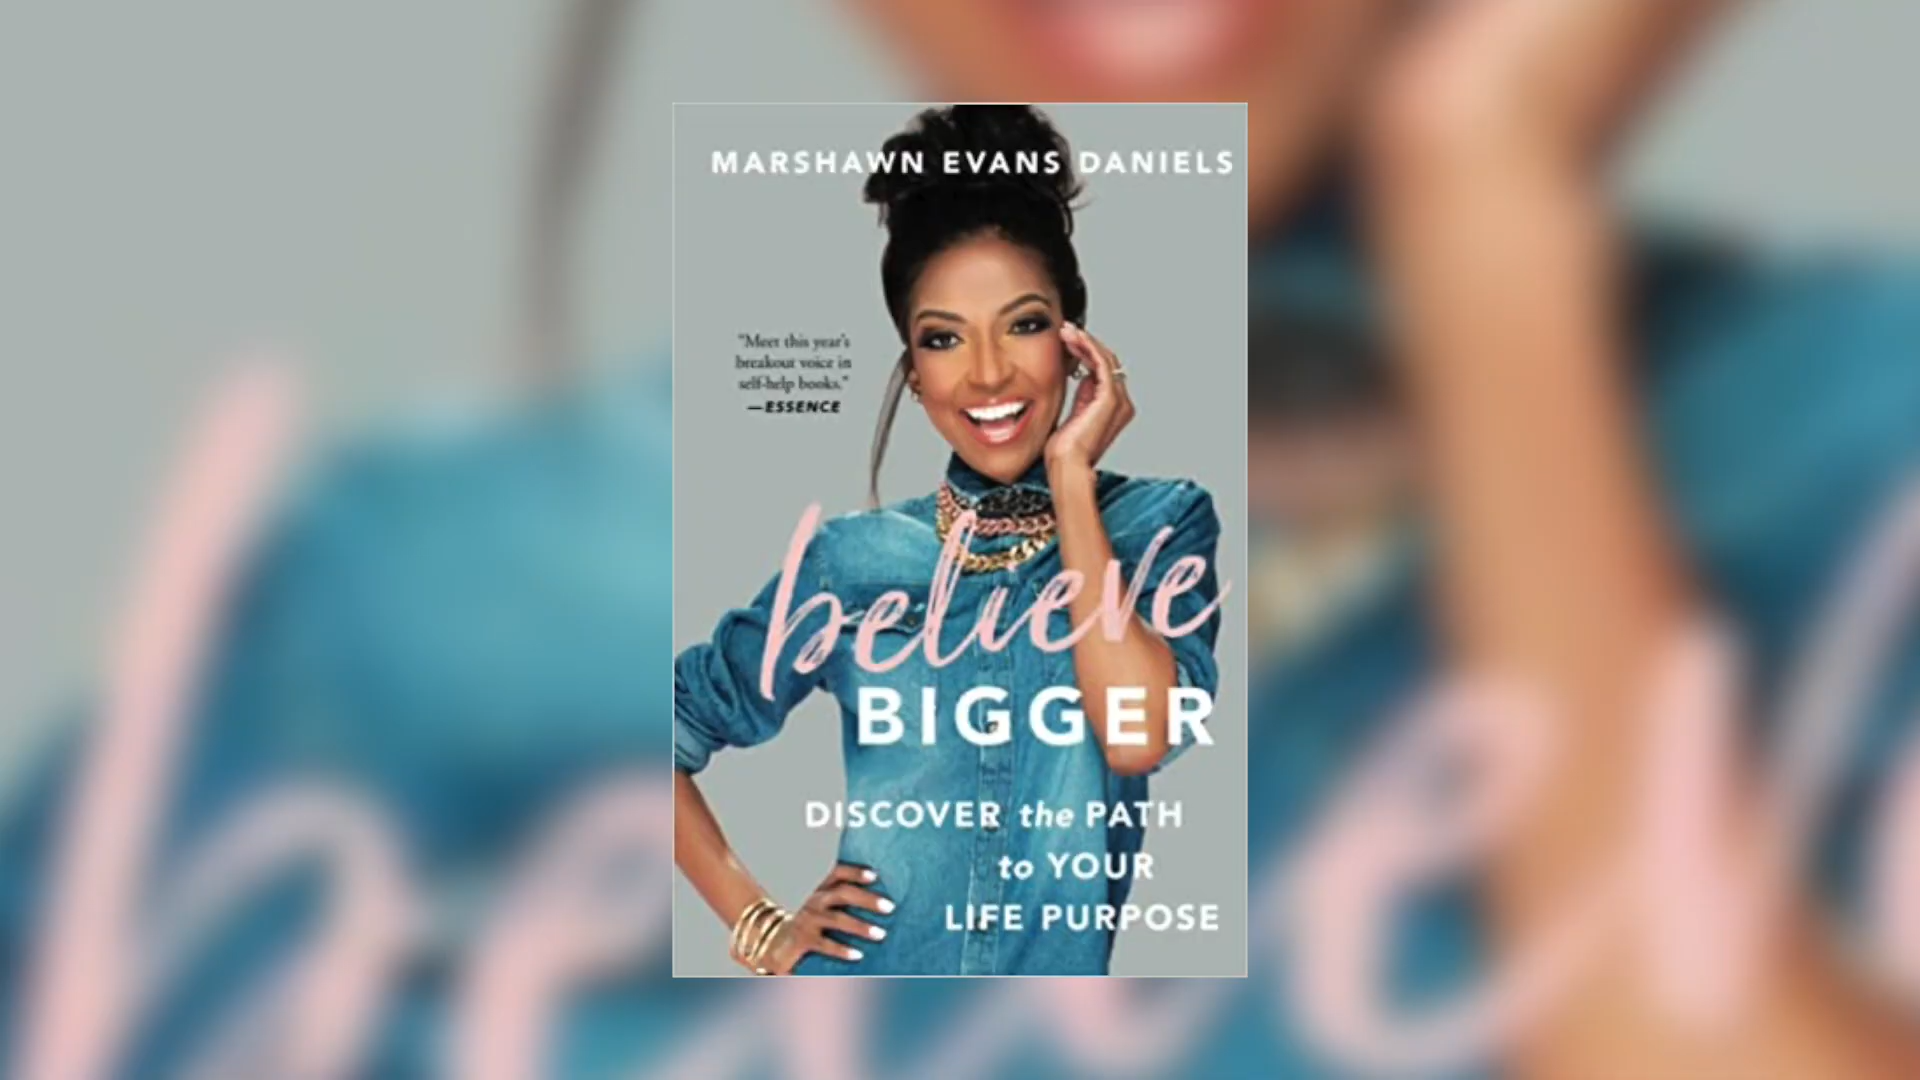 MARSHAWN EVANS DANIELS
"Meet this year's
breakout voice in
self-help books."
—ESSENCE
believe
BIGGER
DISCOVER the PATH
to YOUR
LIFE PURPOSE